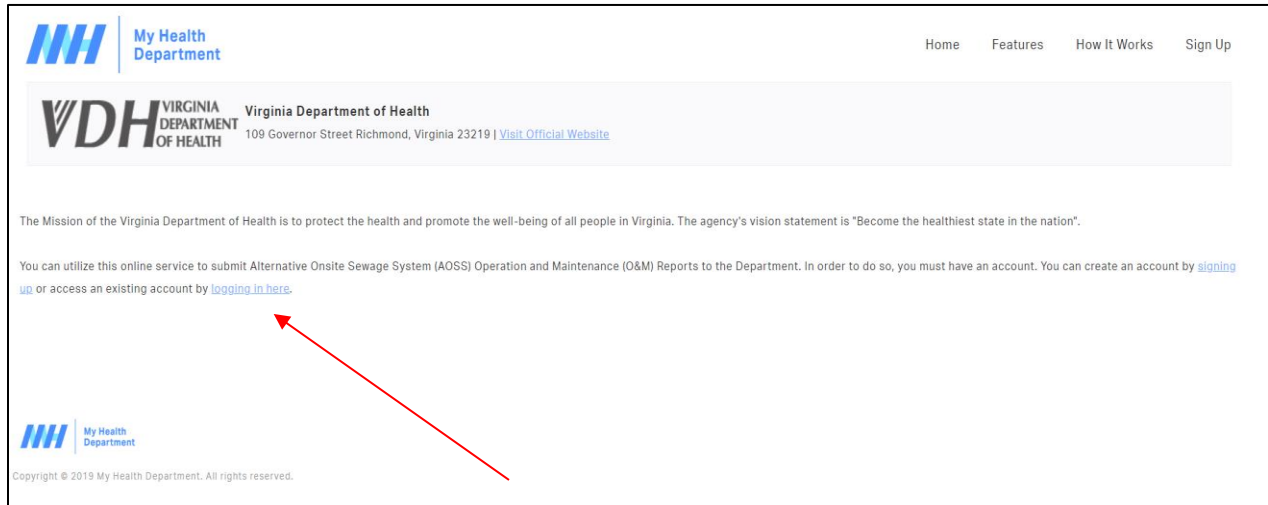 My Health
Department
Home Features How It Works Sign Up
VDH VIRGINIA
DEPARTMENT
OF HEALTH
Virginia Department of Health
109 Governor Street Richmond, Virginia 23219 | Visit Official Website
The Mission of the Virginia Department of Health is to protect the health and promote the well-being of all people in Virginia. The agency's vision statement is "Become the healthiest state in the nation".
You can utilize this online service to submit Alternative Onsite Sewage System (AOSS) Operation and Maintenance (O&M) Reports to the Department. In order to do so, you must have an account. You can create an account by signing
up or access an existing account by logging in here.
My Health
Department
Copyright © 2019 My Health Department. All rights reserved.